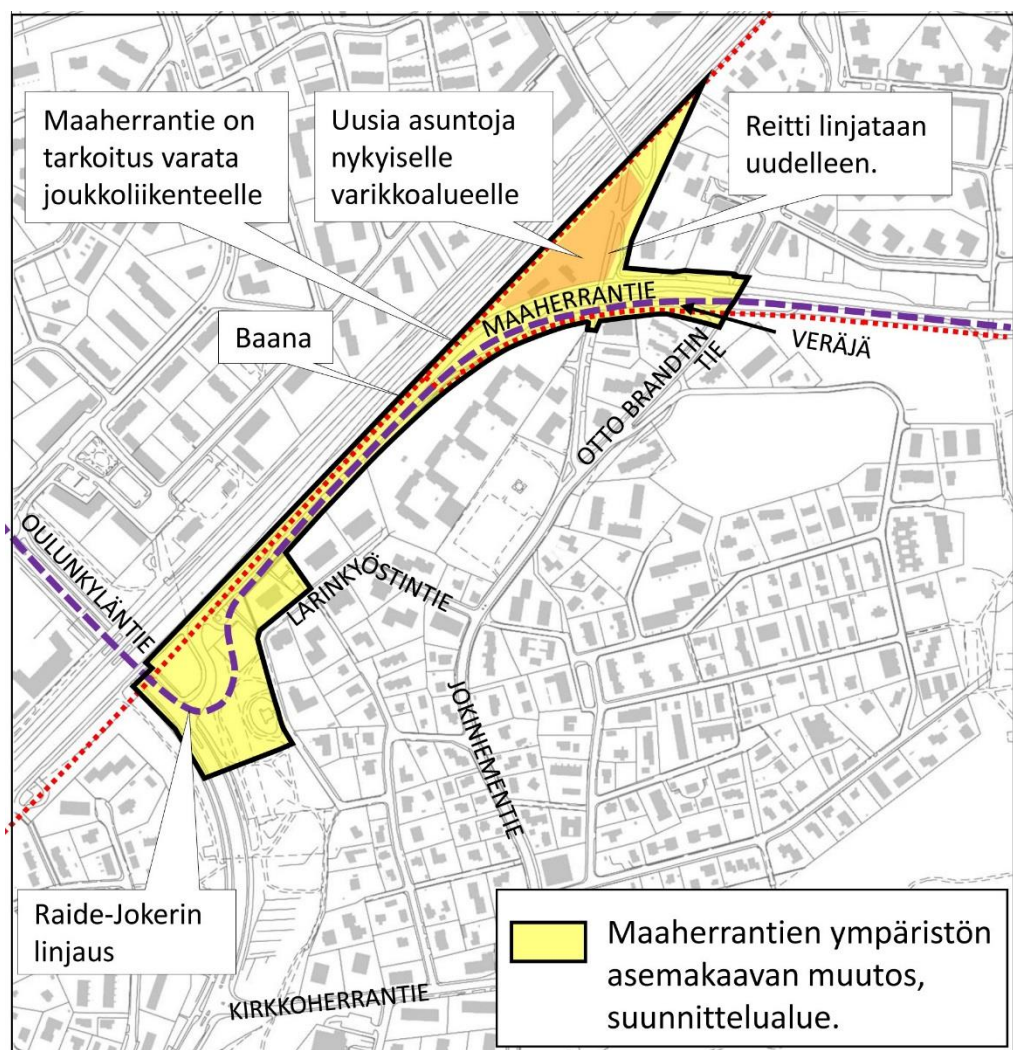 Maaherrantie on
tarkoitus varata
joukkoliikenteelle
Uusia asuntoja
nykyiselle
varikkoalueelle
Reitti linjataan
uudelleen.
Baana
MAAHERRANTIE
VERÄJÄ
OTTO BRANDTIN
TIE
OULUNKYLÄNTIE
LARINKYÖSTINTIE
JOKINIEMENTIE
Raide-Jokerin
linjaus
KIRKKOHERRANTIE
Maaherrantien ympäristön
asemakaavan muutos,
suunnittelualue.